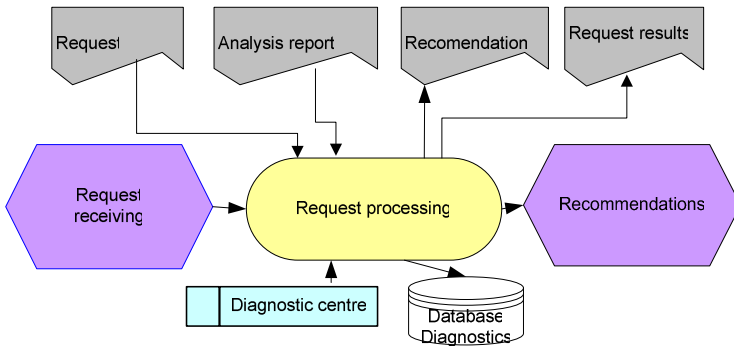 Request
Analysis report
Recomendation
Request results
Request
receiving
Request processing
Recommendations
Diagnostic centre
Database
Diagnostics